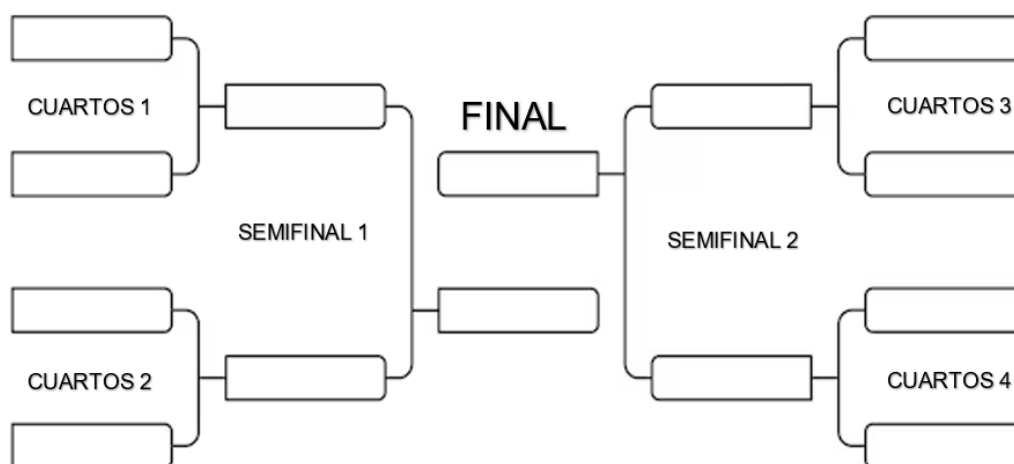 CUARTOS 1
CUARTOS 3
FINAL
SEMIFINAL 1
SEMIFINAL 2
CUARTOS 2
CUARTOS 4